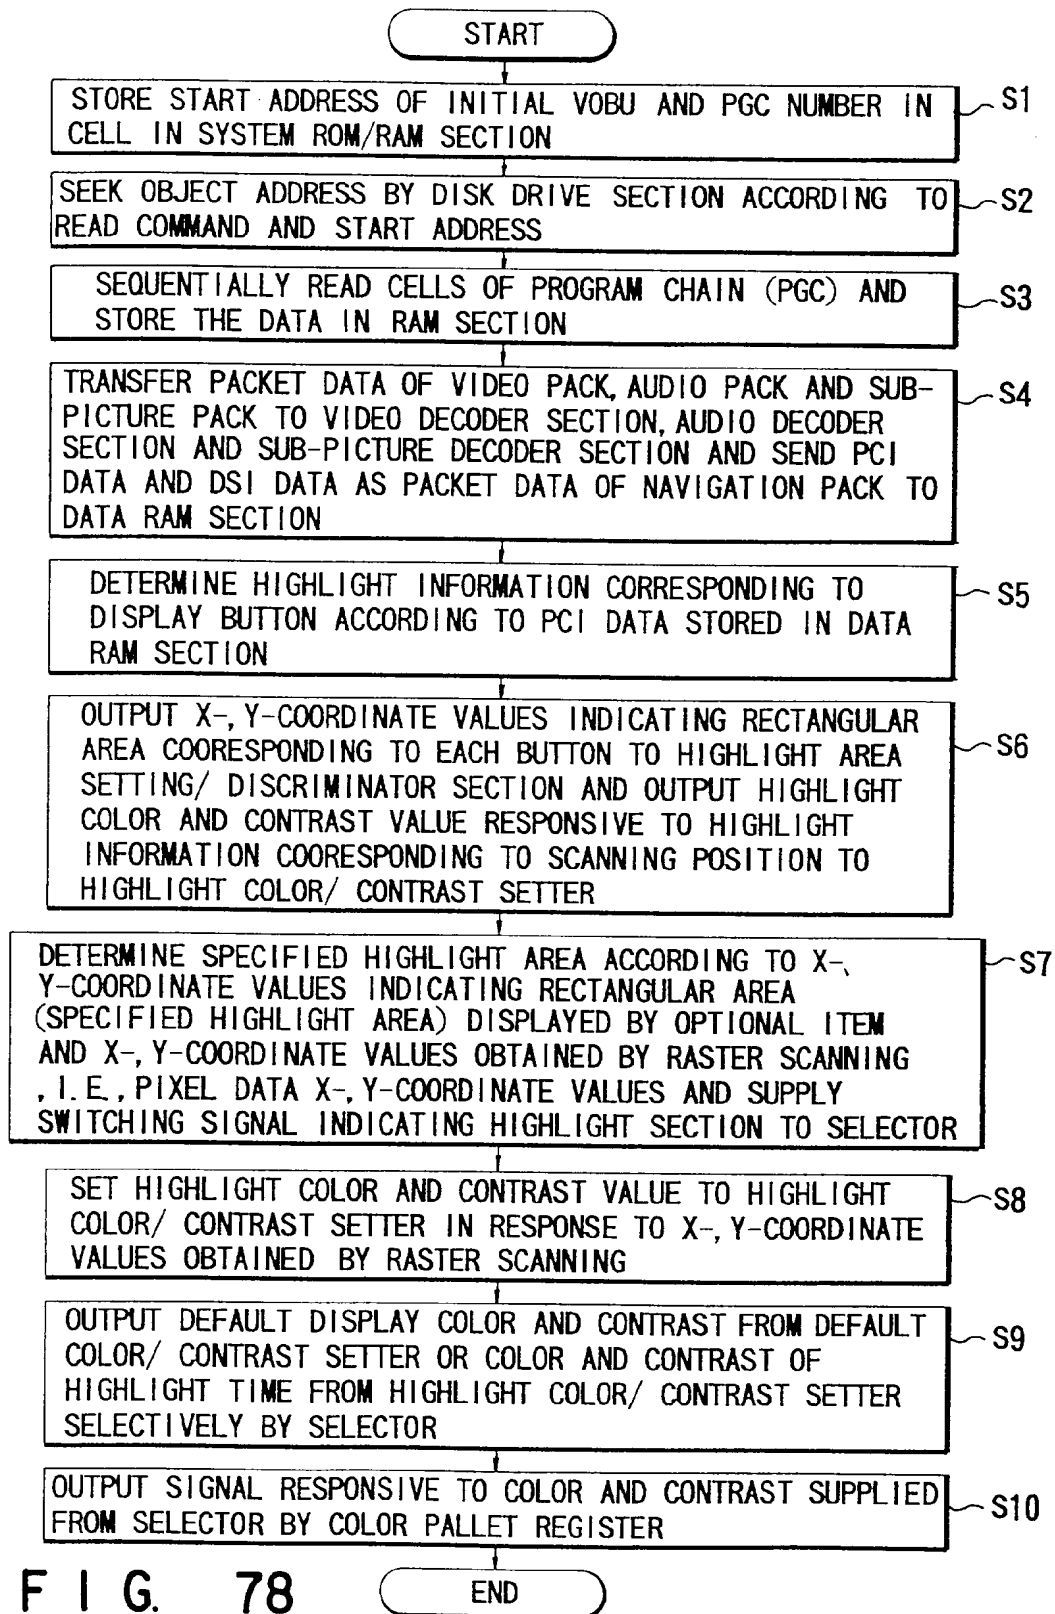 START
STORE START ADDRESS OF INITIAL VOBU AND PGC NUMBER IN
CELL IN SYSTEM ROM/RAM SECTION
S1
SEEK OBJECT ADDRESS BY DISK DRIVE SECTION ACCORDING TO
READ COMMAND AND START ADDRESS
S2
SEQUENTIALLY READ CELLS OF PROGRAM CHAIN (PGC) AND
STORE THE DATA IN RAM SECTION
S3
TRANSFER PACKET DATA OF VIDEO PACK, AUDIO PACK AND SUB-
PICTURE PACK TO VIDEO DECODER SECTION, AUDIO DECODER
SECTION AND SUB-PICTURE DECODER SECTION AND SEND PCI
DATA AND DSI DATA AS PACKET DATA OF NAVIGATION PACK TO
DATA RAM SECTION
S4
DETERMINE HIGHLIGHT INFORMATION CORRESPONDING TO
DISPLAY BUTTON ACCORDING TO PCI DATA STORED IN DATA
RAM SECTION
S5
OUTPUT X-, Y-COORDINATE VALUES INDICATING RECTANGULAR
AREA COORESPONDING TO EACH BUTTON TO HIGHLIGHT AREA
SETTING/ DISCRIMINATOR SECTION AND OUTPUT HIGHLIGHT
COLOR AND CONTRAST VALUE RESPONSIVE TO HIGHLIGHT
INFORMATION COORESPONDING TO SCANNING POSITION TO
HIGHLIGHT COLOR/ CONTRAST SETTER
S6
DETERMINE SPECIFIED HIGHLIGHT AREA ACCORDING TO X-,
Y-COORDINATE VALUES INDICATING RECTANGULAR AREA
(SPECIFIED HIGHLIGHT AREA) DISPLAYED BY OPTIONAL ITEM
AND X-, Y-COORDINATE VALUES OBTAINED BY RASTER SCANNING
, I.E., PIXEL DATA X-, Y-COORDINATE VALUES AND SUPPLY
SWITCHING SIGNAL INDICATING HIGHLIGHT SECTION TO SELECTOR
S7
SET HIGHLIGHT COLOR AND CONTRAST VALUE TO HIGHLIGHT
COLOR/ CONTRAST SETTER IN RESPONSE TO X-, Y-COORDINATE
VALUES OBTAINED BY RASTER SCANNING
S8
OUTPUT DEFAULT DISPLAY COLOR AND CONTRAST FROM DEFAULT
COLOR/ CONTRAST SETTER OR COLOR AND CONTRAST OF
HIGHLIGHT TIME FROM HIGHLIGHT COLOR/ CONTRAST SETTER
SELECTIVELY BY SELECTOR
S9
OUTPUT SIGNAL RESPONSIVE TO COLOR AND CONTRAST SUPPLIED
FROM SELECTOR BY COLOR PALLET REGISTER
S10
END
FIG. 78